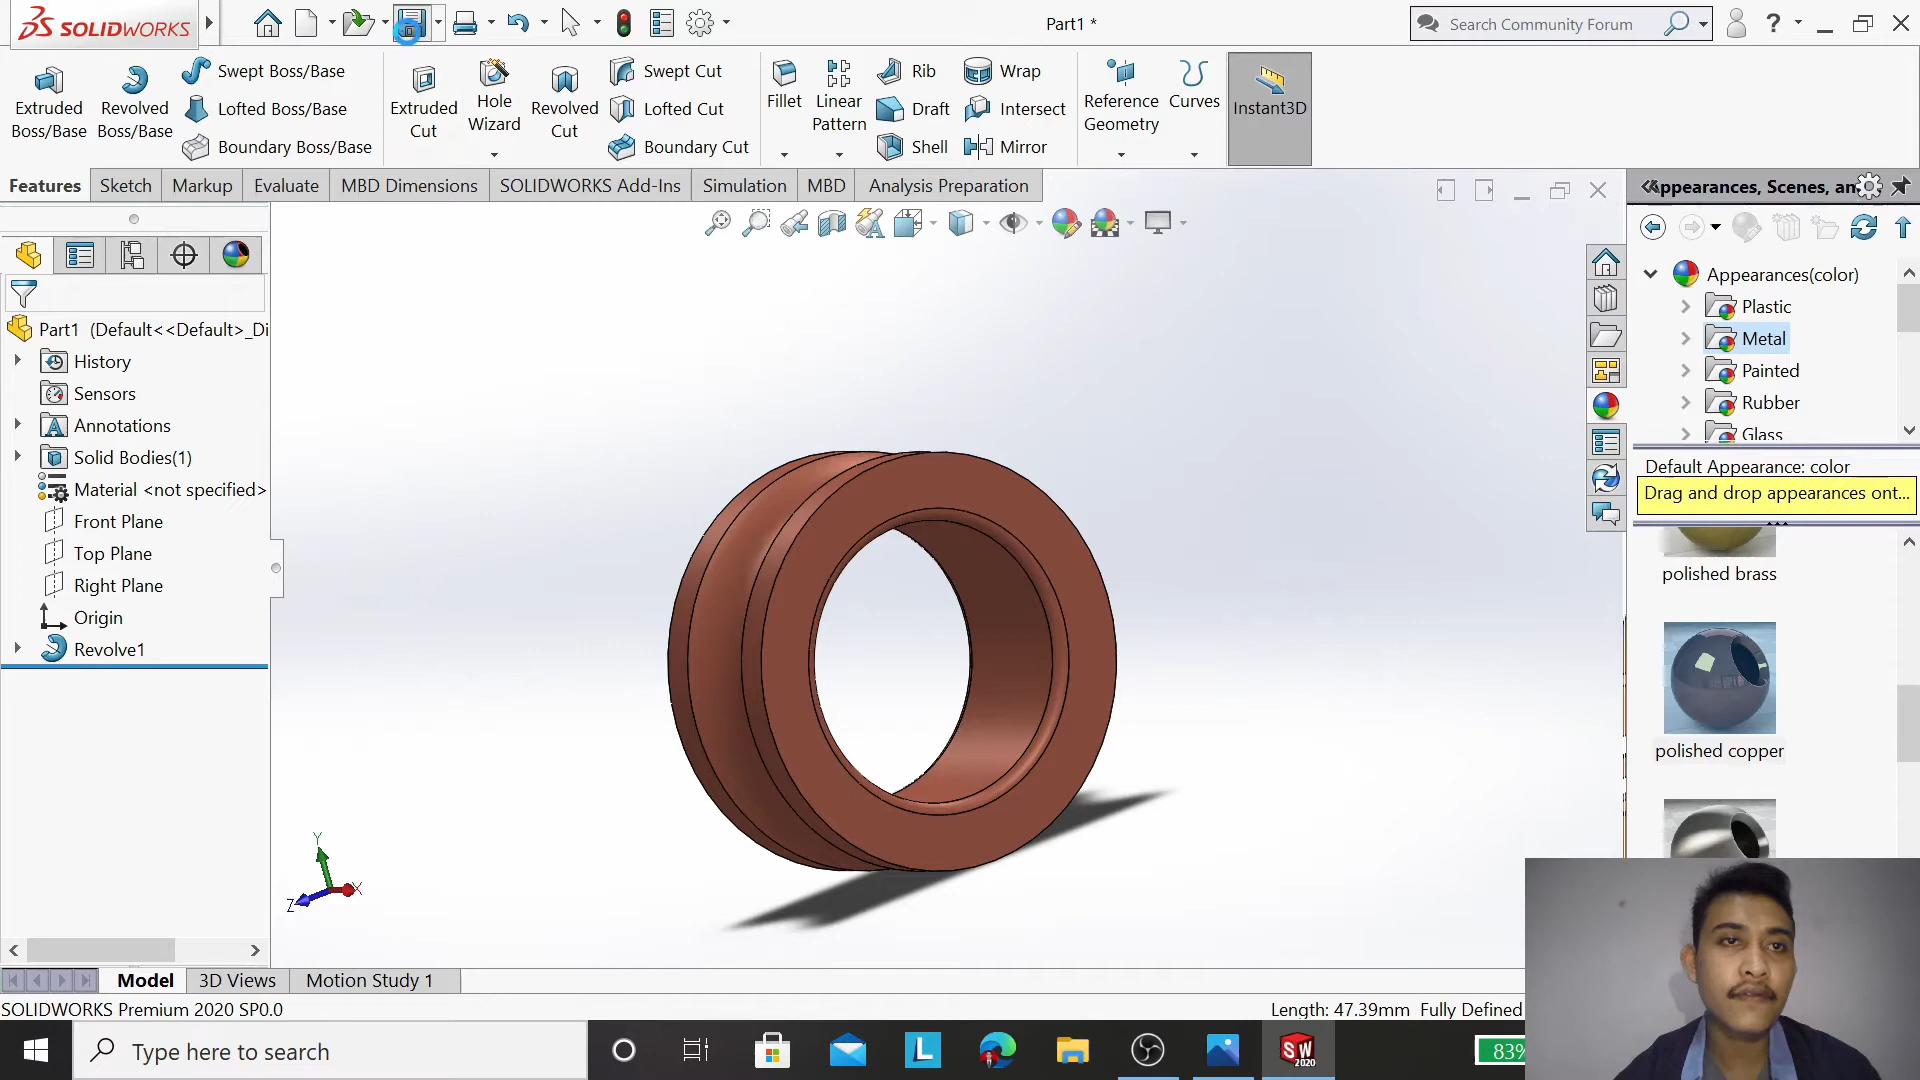 SOLIDWORKS
Part1 *
Search Community Forum
?
Extruded Boss/Base
Revolved Boss/Base
Swept Boss/Base
Lofted Boss/Base
Boundary Boss/Base
Extruded Cut
Hole Wizard
Revolved Cut
Swept Cut
Lofted Cut
Boundary Cut
Fillet
Linear Pattern
Rib
Draft
Shell
Wrap
Intersect
Mirror
Reference Geometry
Curves
Instant3D
Features
Sketch
Markup
Evaluate
MBD Dimensions
SOLIDWORKS Add-Ins
Simulation
MBD
Analysis Preparation
Part1 (Default<<Default>_Di
History
Sensors
Annotations
Solid Bodies(1)
Material <not specified>
Front Plane
Top Plane
Right Plane
Origin
Revolve1
Y
X
Z
Appearances, Scenes, an
Appearances(color)
Plastic
Metal
Painted
Rubber
Glass
Default Appearance: color
Drag and drop appearances ont...
polished brass
polished copper
Model
3D Views
Motion Study 1
SOLIDWORKS Premium 2020 SP0.0
Length: 47.39mm Fully Defined
Type here to search
L
SW
2020
83%